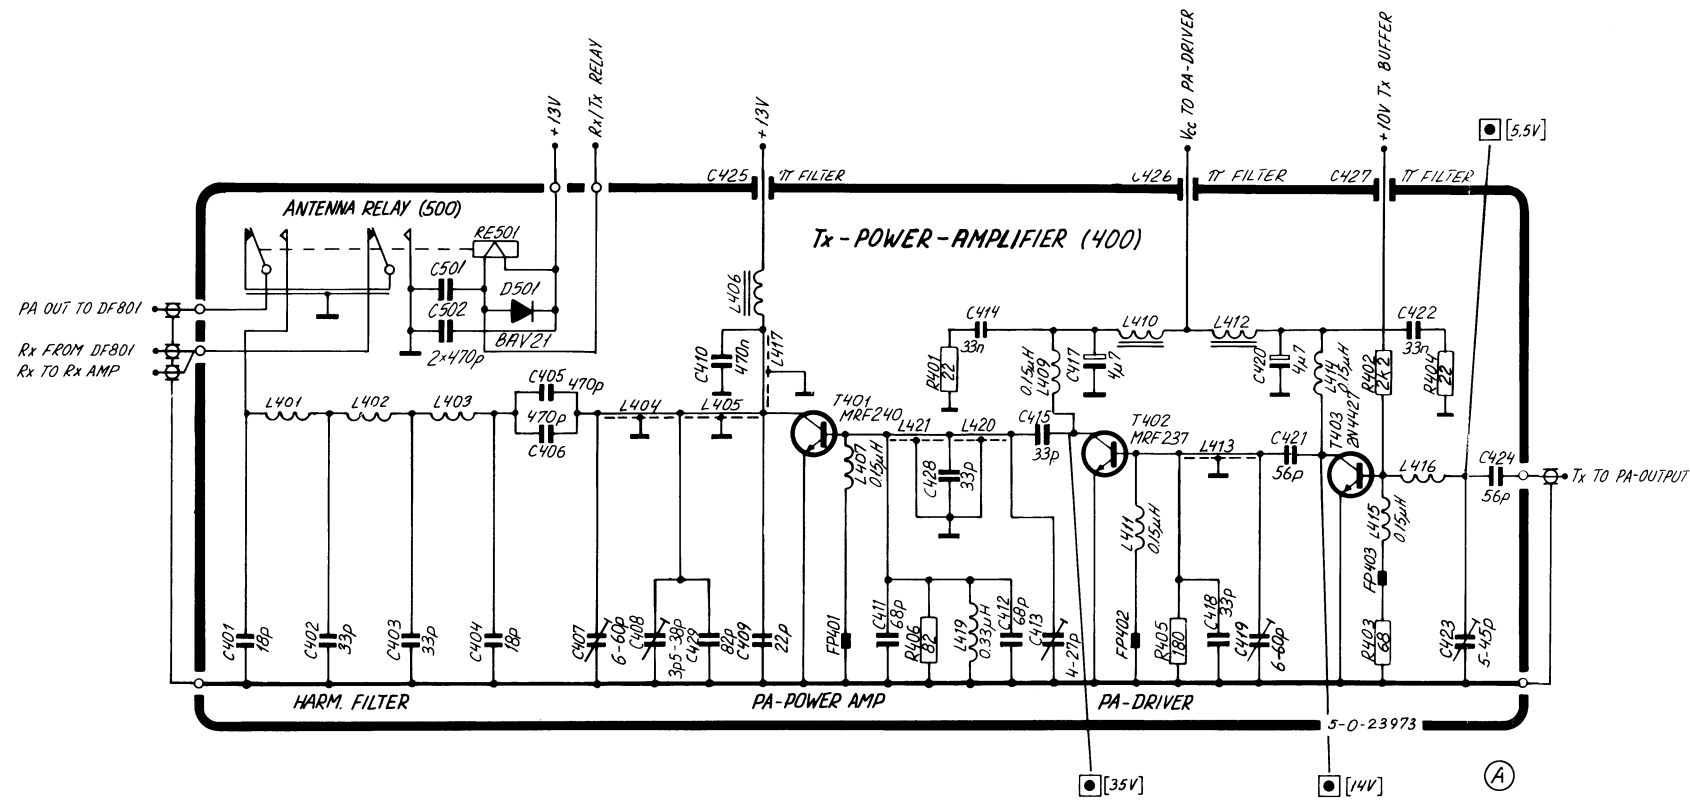 +13V
Rx/Tx RELAY
+13V
Vcc TO PA-DRIVER
+10V Tx BUFFER
[5,5V]
C425
π FILTER
C426
π FILTER
C427
π FILTER
ANTENNA RELAY (500)
RE501
Tx-POWER-AMPLIFIER (400)
C501
D501
C502
BAV21
2×470p
L406
PA OUT TO DF801
Rx FROM DF801
Rx TO Rx AMP
C410
470n
L417
C414
33n
R401
22
0.15µH
L409
C417
4µ7
L410
L412
C420
4µ7
L414
0.15µH
R402
2K2
C422
33n
R404
22
L401
L402
L403
C405
470p
470p
C406
L404
L405
T401
MRF240
L407
0.15µH
L421
L420
C428
33p
C415
33p
T402
MRF237
L413
C421
56p
T403
2N4427
L416
C424
56p
Tx TO PA-OUTPUT
L411
0.15µH
L415
0.15µH
FP403
C401
18p
C402
33p
C403
33p
C404
18p
C407
6-60p
C408
3p5-38p
C429
82p
C409
22p
FP401
C411
68p
R406
82
L419
0.33µH
C412
68p
C413
4-27p
FP402
R405
180
C418
33p
C419
6-60p
R403
68
C423
5-45p
HARM. FILTER
PA-POWER AMP
PA-DRIVER
5-0-23973
[35V]
[14V]
A